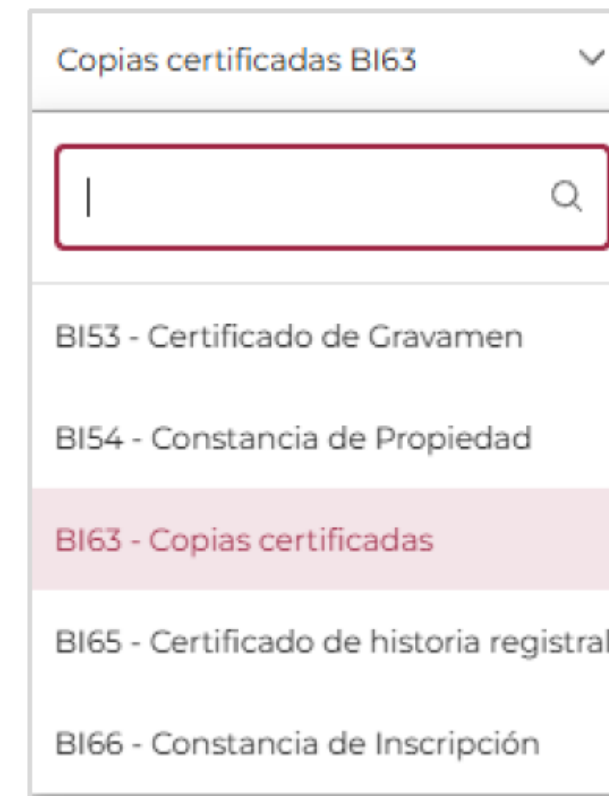 Copias certificadas BI63
BI53 - Certificado de Gravamen
BI54 - Constancia de Propiedad
BI63 - Copias certificadas
BI65 - Certificado de historia registral
BI66 - Constancia de Inscripción